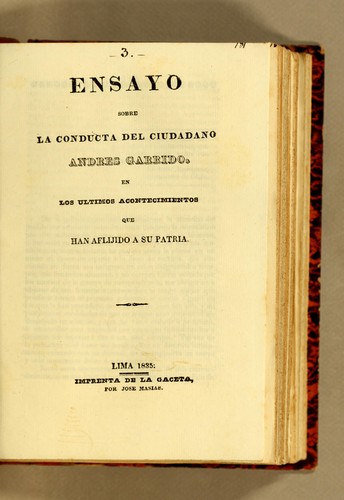 - 3. -
ENSAYO
SOBRE
LA CONDUCTA DEL CIUDADANO
ANDRES GARRIDO.
EN
LOS ULTIMOS ACONTECIMIENTOS
QUE
HAN AFLIJIDO A SU PATRIA.
LIMA 1835:
IMPRENTA DE LA GACETA,
POR JOSE MASIAS.